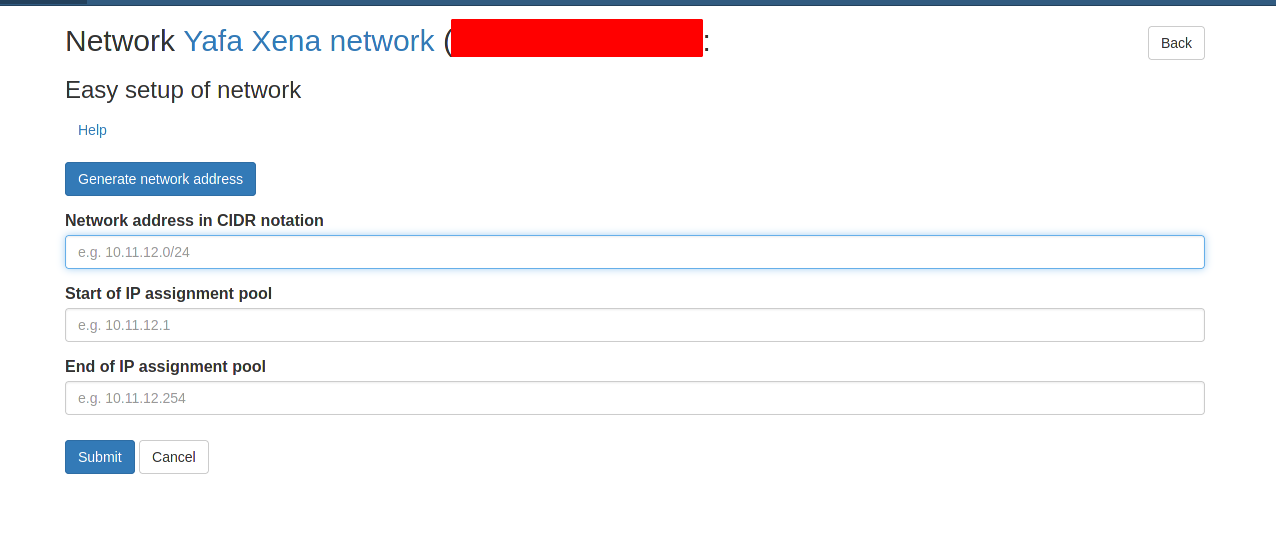 Network Yafa Xena network ( :
Back
Easy setup of network
Help
Generate network address
Network address in CIDR notation
e.g. 10.11.12.0/24
Start of IP assignment pool
e.g. 10.11.12.1
End of IP assignment pool
e.g. 10.11.12.254
Submit Cancel